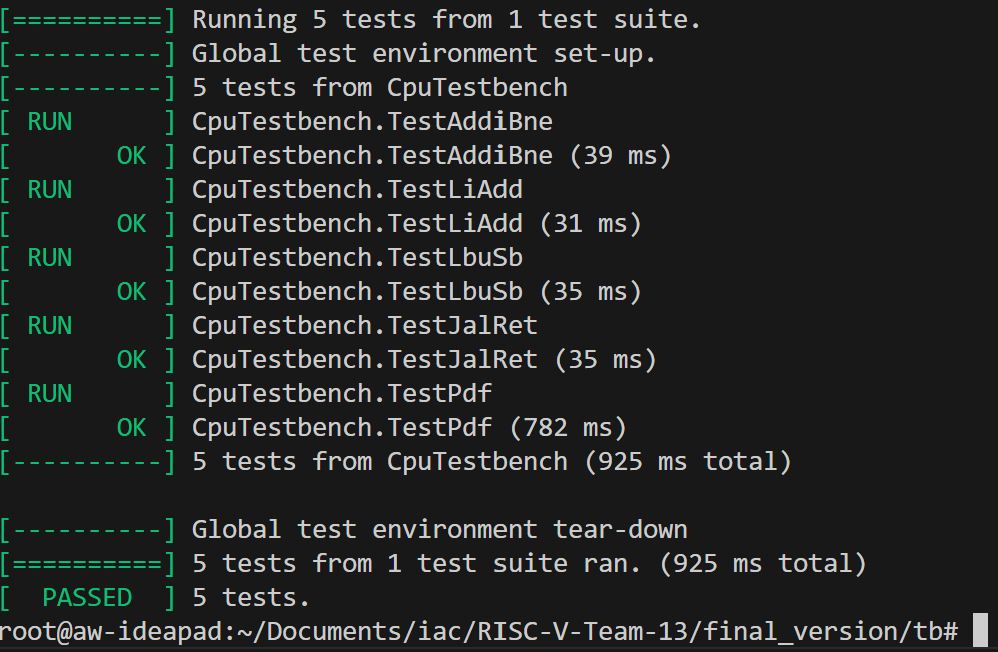 [==========] Running 5 tests from 1 test suite.
[----------] Global test environment set-up.
[----------] 5 tests from CpuTestbench
[ RUN      ] CpuTestbench.TestAddiBne
[       OK ] CpuTestbench.TestAddiBne (39 ms)
[ RUN      ] CpuTestbench.TestLiAdd
[       OK ] CpuTestbench.TestLiAdd (31 ms)
[ RUN      ] CpuTestbench.TestLbuSb
[       OK ] CpuTestbench.TestLbuSb (35 ms)
[ RUN      ] CpuTestbench.TestJalRet
[       OK ] CpuTestbench.TestJalRet (35 ms)
[ RUN      ] CpuTestbench.TestPdf
[       OK ] CpuTestbench.TestPdf (782 ms)
[----------] 5 tests from CpuTestbench (925 ms total)

[----------] Global test environment tear-down
[==========] 5 tests from 1 test suite ran. (925 ms total)
[  PASSED  ] 5 tests.
root@aw-ideapad:~/Documents/iac/RISC-V-Team-13/final_version/tb#